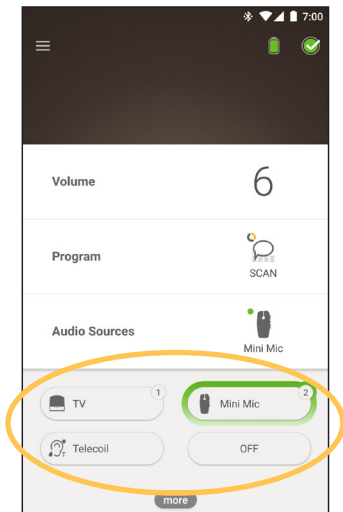 7:00
Volume 6
Program
SCAN
Audio Sources
Mini Mic
TV 1 Mini Mic 2
T Telecoil OFF
more